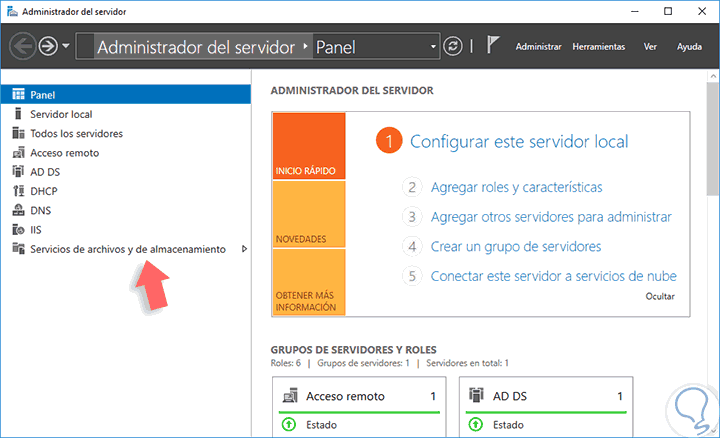 Administrador del servidor
Administrador del servidor ‣ Panel
Administrar Herramientas Ver Ayuda
Panel
Servidor local
Todos los servidores
Acceso remoto
AD DS
DHCP
DNS
IIS
Servicios de archivos y de almacenamiento
ADMINISTRADOR DEL SERVIDOR
INICIO RÁPIDO
NOVEDADES
OBTENER MÁS
INFORMACIÓN
1 Configurar este servidor local
2 Agregar roles y características
3 Agregar otros servidores para administrar
4 Crear un grupo de servidores
5 Conectar este servidor a servicios de nube
Ocultar
GRUPOS DE SERVIDORES Y ROLES
Roles: 6 | Grupos de servidores: 1 | Servidores en total: 1
Acceso remoto 1
Estado
AD DS 1
Estado